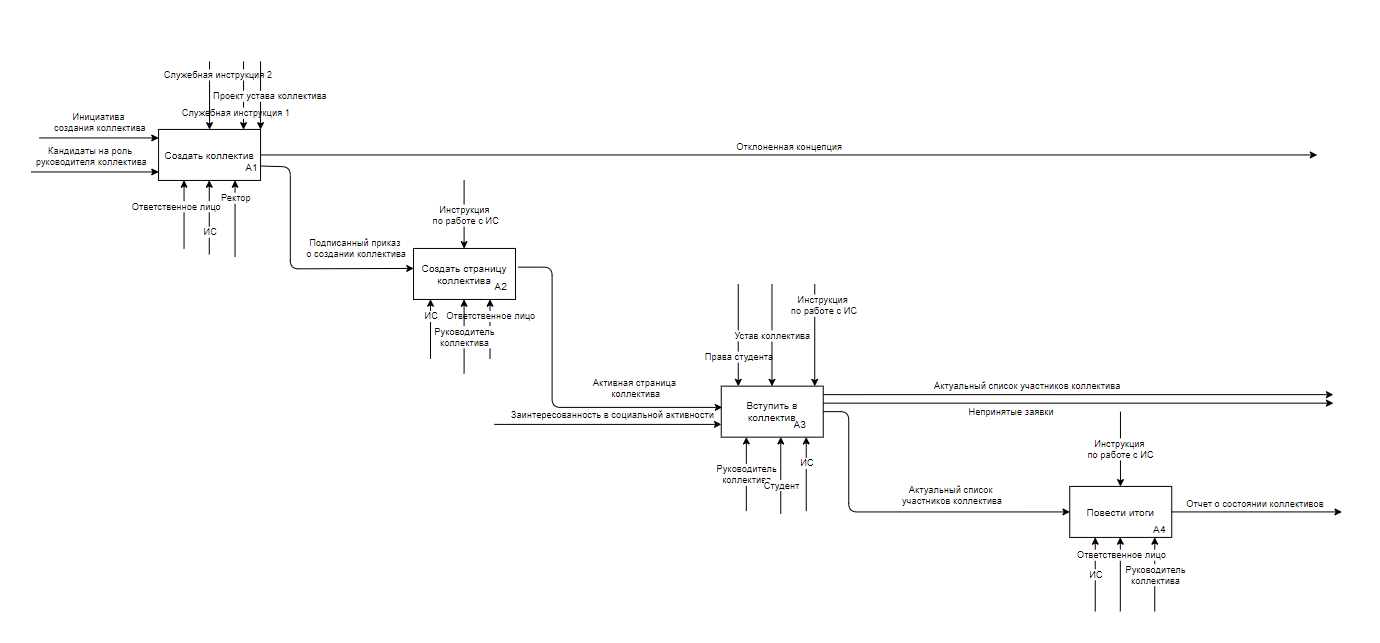 Служебная инструкция 2
Проект устава коллектива
Служебная инструкция 1
Инициатива
создания коллектива
Кандидаты на роль
руководителя коллектива
Создать коллектив
A1
Отклоненная концепция
Ответственное лицо
ИС
Ректор
Подписанный приказ
о создании коллектива
Инструкция
по работе с ИС
Создать страницу
коллектива
A2
ИС
Ответственное лицо
Руководитель
коллектива
Инструкция
по работе с ИС
Устав коллектива
Права студента
Активная страница
коллектива
Заинтересованность в социальной активности
Вступить в
коллектив
A3
Актуальный список участников коллектива
Непринятые заявки
Руководитель
коллектива
Студент
ИС
Актуальный список
участников коллектива
Инструкция
по работе с ИС
Повести итоги
A4
Отчет о состоянии коллективов
Ответственное лицо
ИС
Руководитель
коллектива